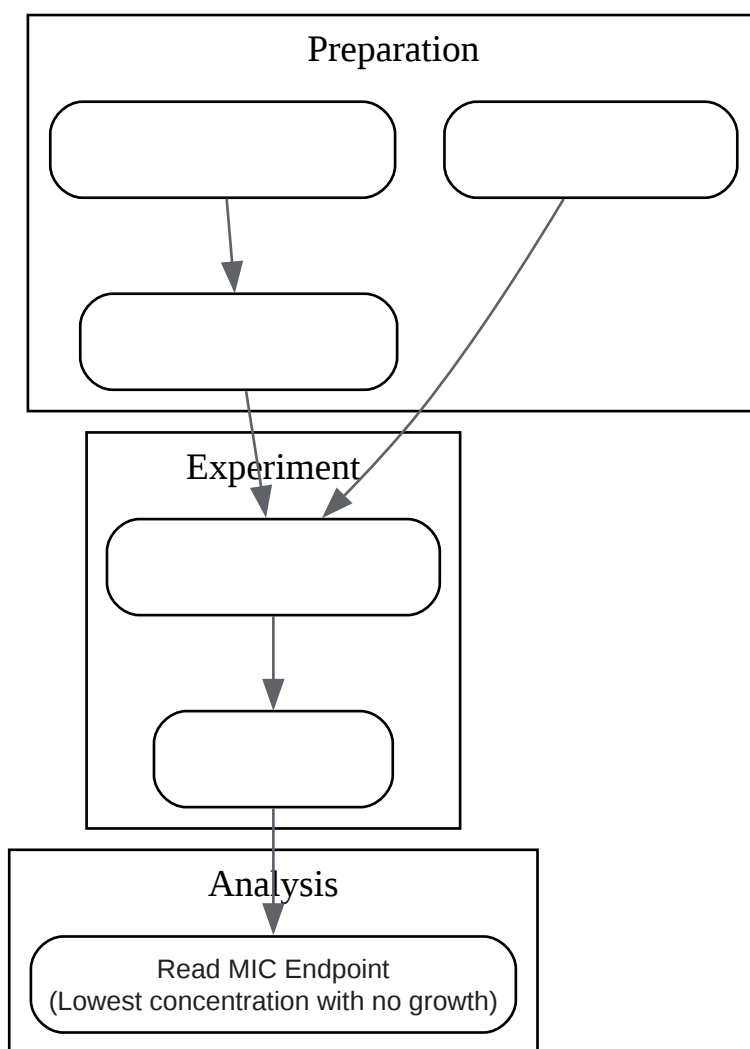 Preparation
Experiment
Analysis
Read MIC Endpoint
(Lowest concentration with no growth)